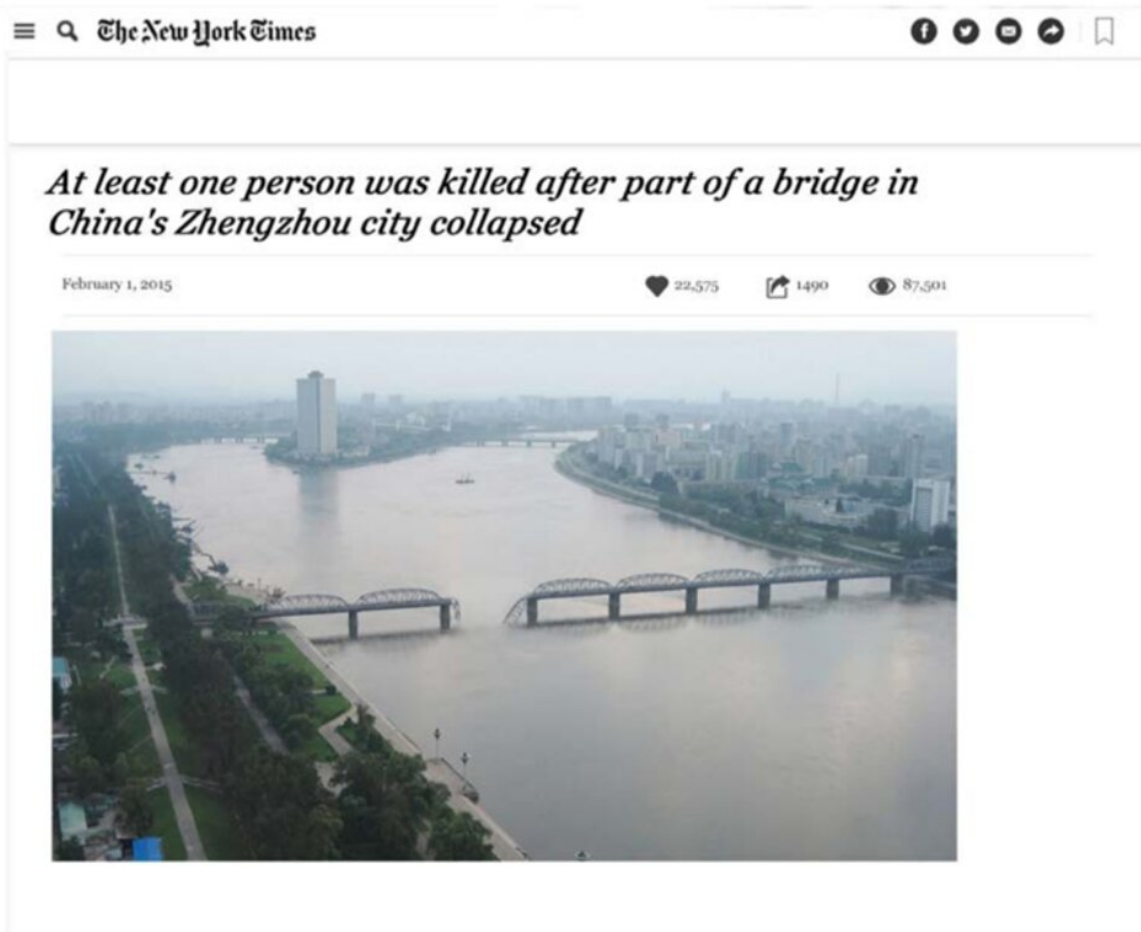 The New York Times
At least one person was killed after part of a bridge in
China's Zhengzhou city collapsed
February 1, 2015
22,575
1490
87,501